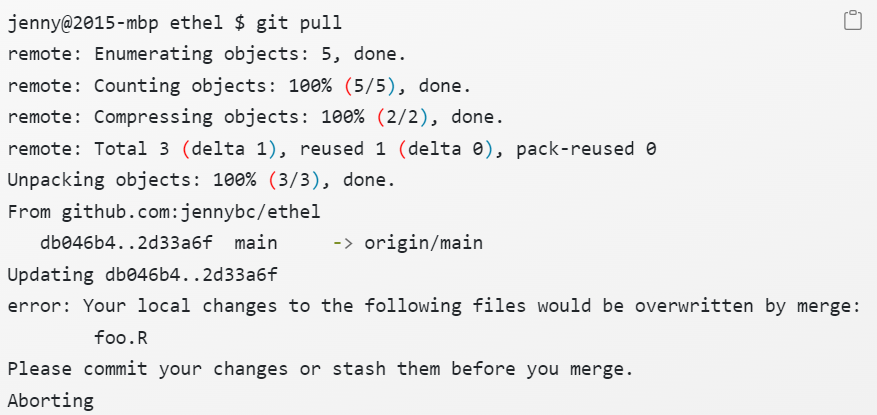 jenny@2015-mbp ethel $ git pull
remote: Enumerating objects: 5, done.
remote: Counting objects: 100% (5/5), done.
remote: Compressing objects: 100% (2/2), done.
remote: Total 3 (delta 1), reused 1 (delta 0), pack-reused 0
Unpacking objects: 100% (3/3), done.
From github.com:jennybc/ethel
   db046b4..2d33a6f  main     -> origin/main
Updating db046b4..2d33a6f
error: Your local changes to the following files would be overwritten by merge:
        foo.R
Please commit your changes or stash them before you merge.
Aborting